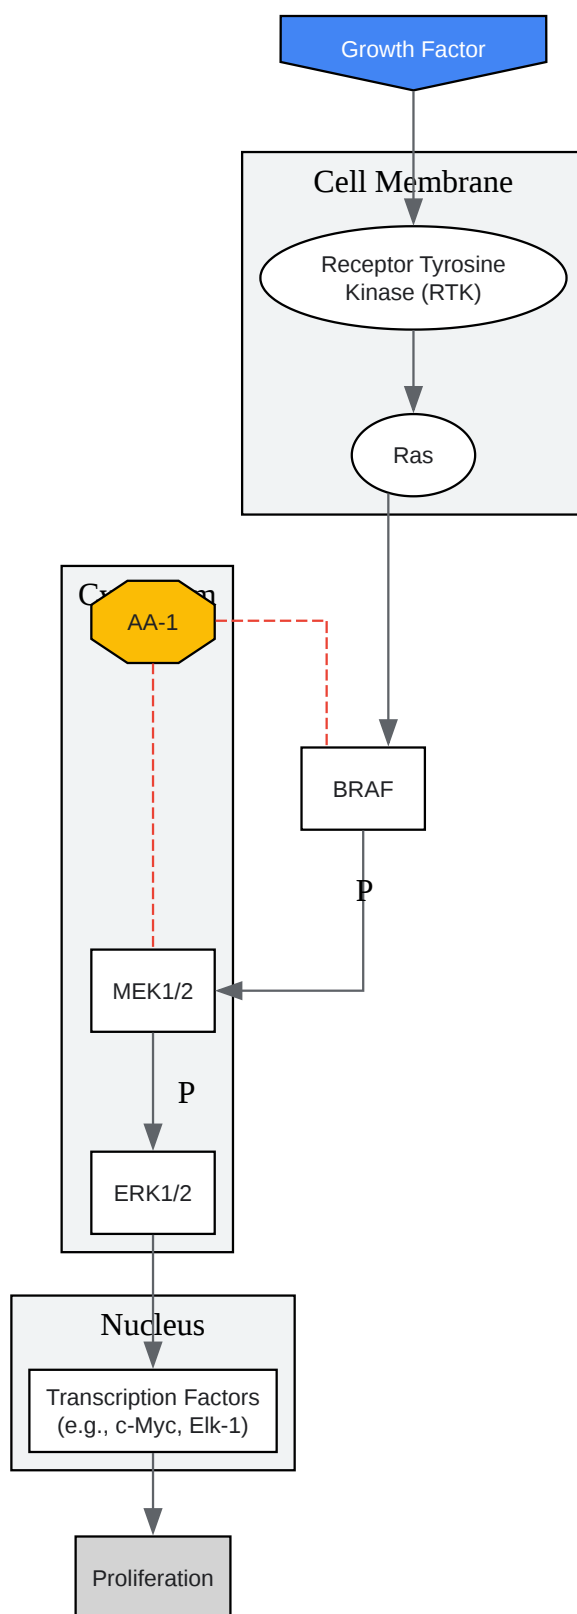 Growth Factor
Cell Membrane
Receptor Tyrosine
Kinase (RTK)
Ras
AA-1
BRAF
P
MEK1/2
P
ERK1/2
Nucleus
Transcription Factors
(e.g., c-Myc, Elk-1)
Proliferation